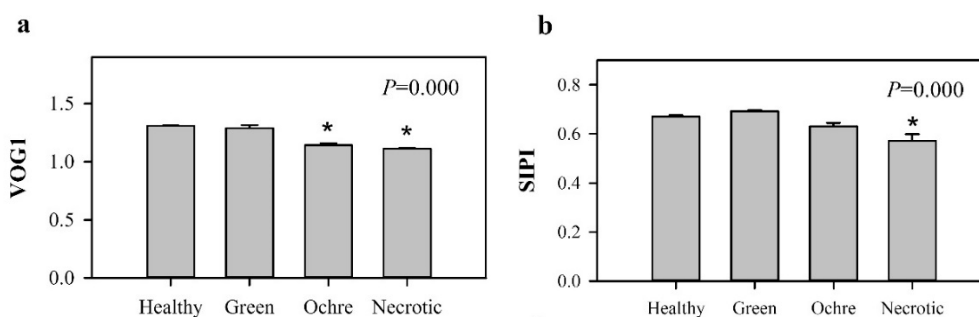 a
P=0.000
VOG1
1.5
1.0
0.5
0.0
* *
Healthy Green Ochre Necrotic
b
P=0.000
SIPI
0.8
0.6
0.4
0.2
0.0
*
Healthy Green Ochre Necrotic